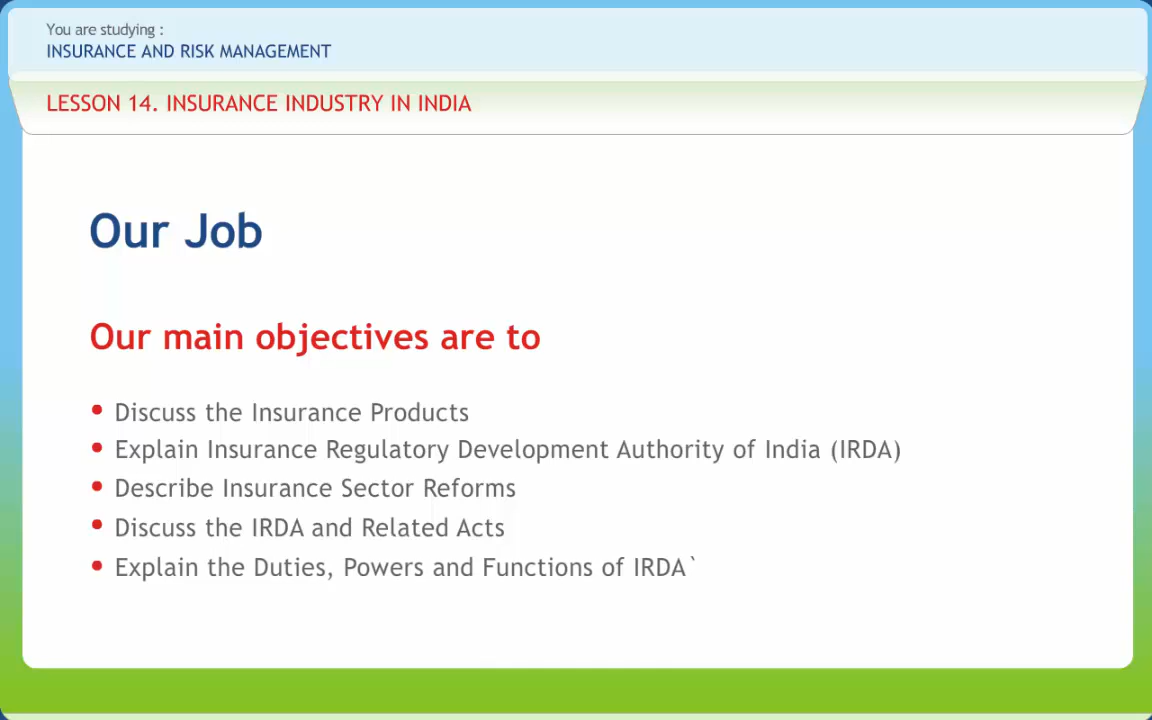 You are studying :
INSURANCE AND RISK MANAGEMENT
LESSON 14. INSURANCE INDUSTRY IN INDIA
Our Job
Our main objectives are to
• Discuss the Insurance Products
• Explain Insurance Regulatory Development Authority of India (IRDA)
• Describe Insurance Sector Reforms
• Discuss the IRDA and Related Acts
• Explain the Duties, Powers and Functions of IRDA`